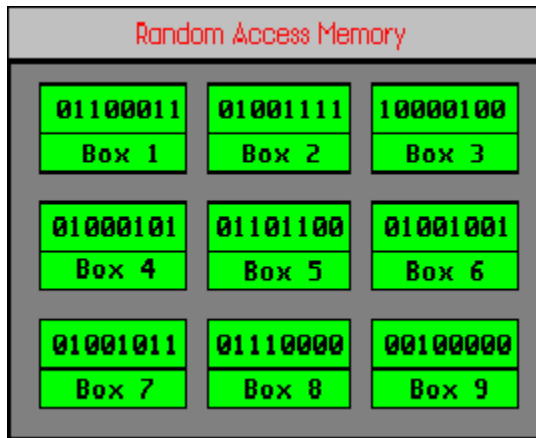 Random Access Memory
01100011 01001111 10000100
Box 1 Box 2 Box 3
01000101 01101100 01001001
Box 4 Box 5 Box 6
01001011 01110000 00100000
Box 7 Box 8 Box 9